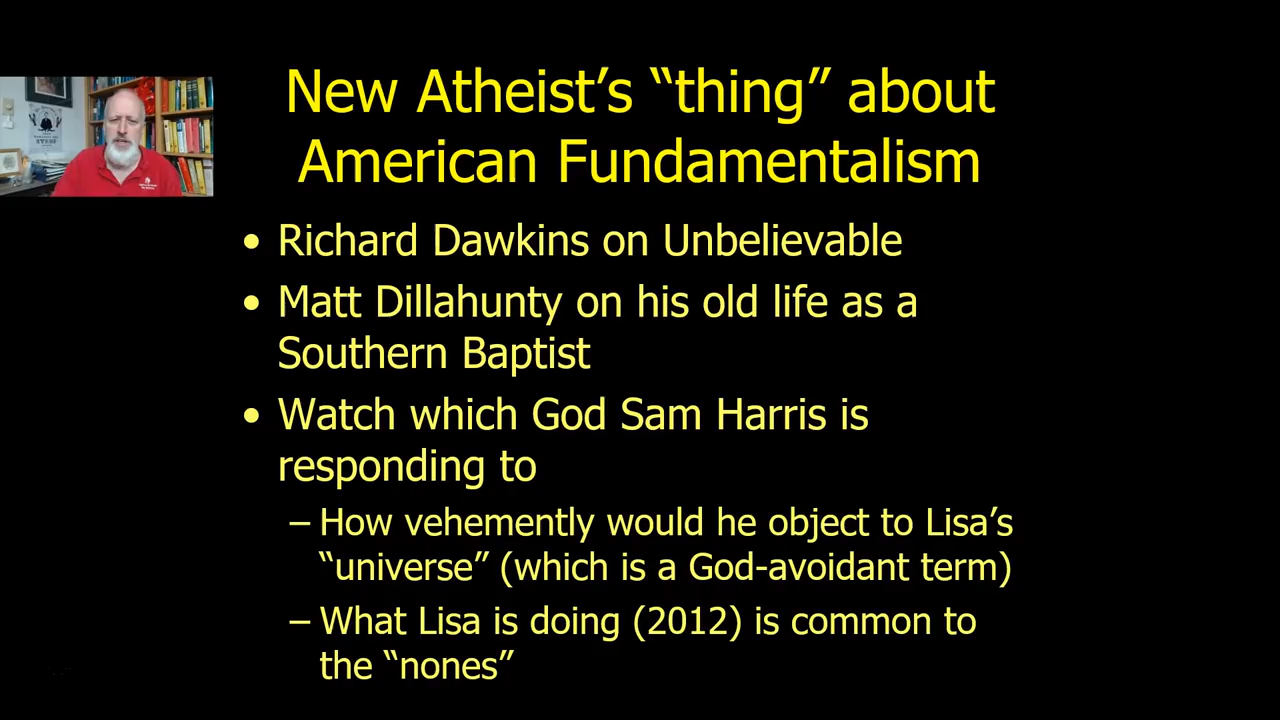 New Atheist’s “thing” about
American Fundamentalism
• Richard Dawkins on Unbelievable
• Matt Dillahunty on his old life as a
Southern Baptist
• Watch which God Sam Harris is
responding to
– How vehemently would he object to Lisa’s
“universe” (which is a God-avoidant term)
– What Lisa is doing (2012) is common to
the “nones”